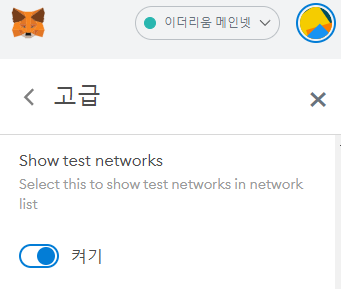 이더리움 메인넷
고급
Show test networks
Select this to show test networks in network
list
켜기